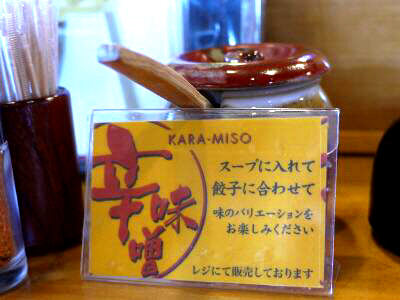 KARA-MISO
辛味噌
スープに入れて
餃子に合わせて
味のバリエーションを
お楽しみください
レジにて販売しております